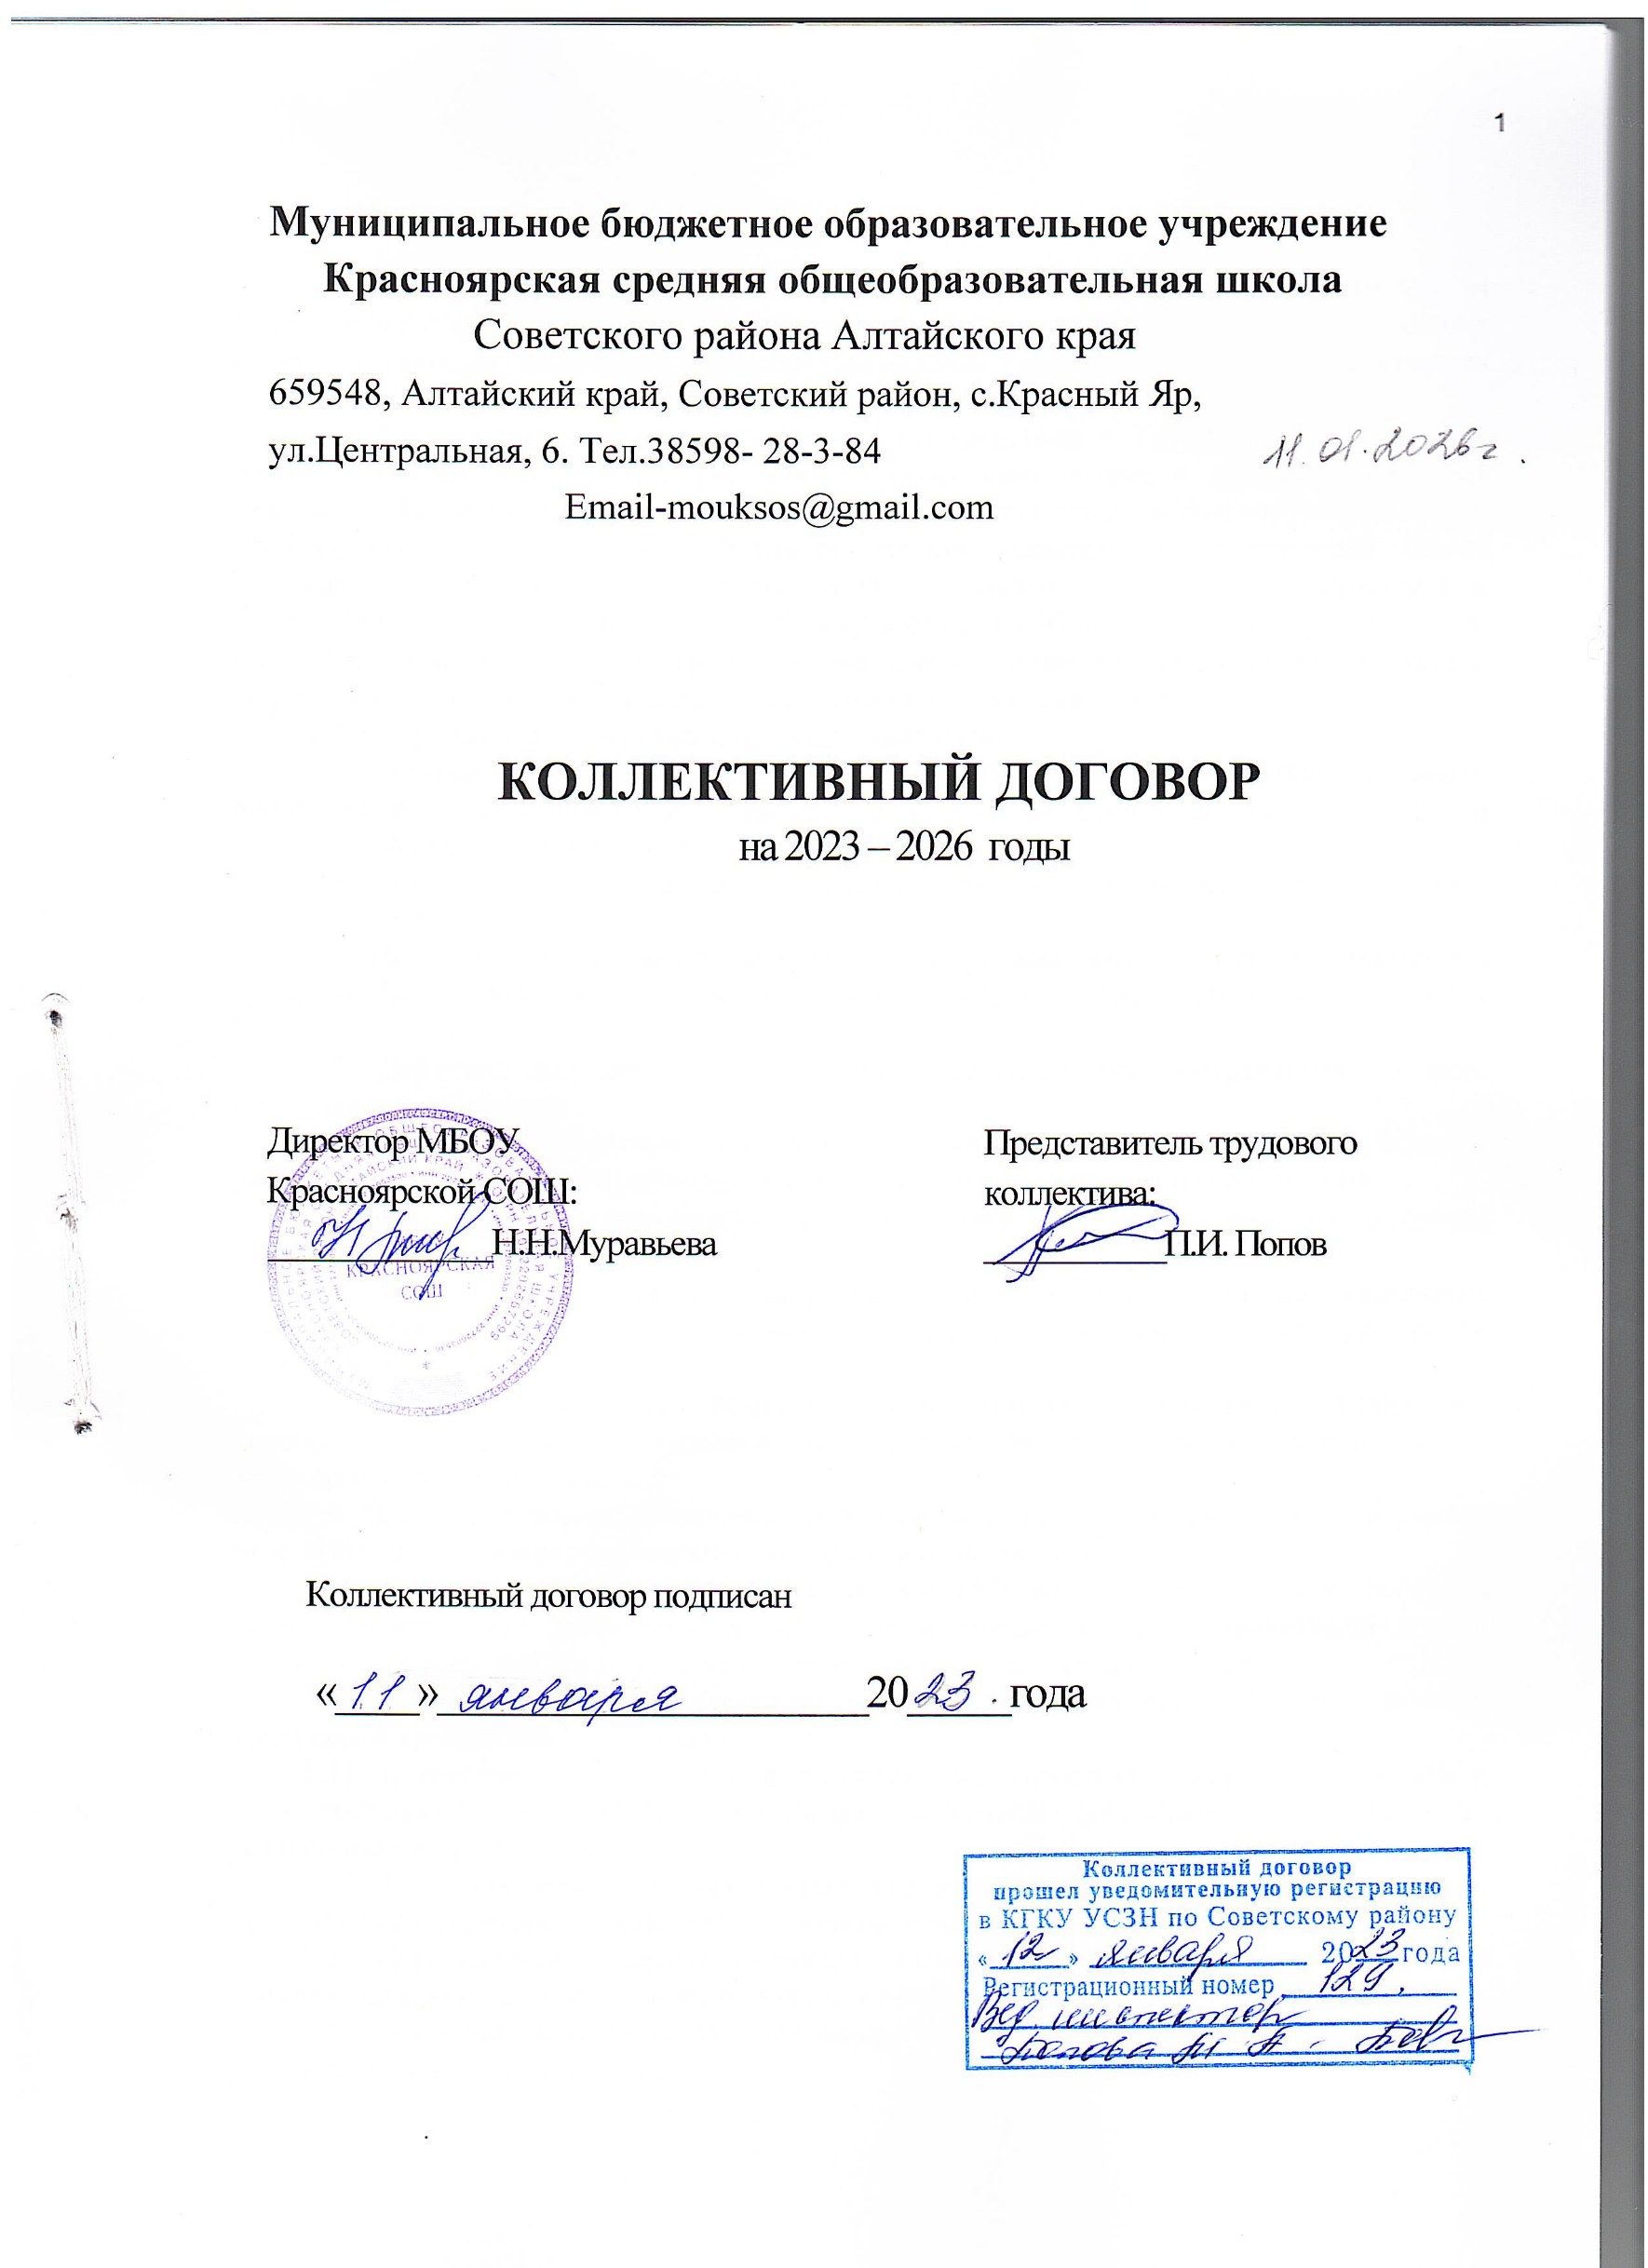 1
Муниципальное бюджетное образовательное учреждение
Красноярская средняя общеобразовательная школа
Советского района Алтайского края
659548, Алтайский край, Советский район, с.Красный Яр,
ул.Центральная, 6. Тел.38598- 28-3-84
11.01.2026г.
Email-mouksos@gmail.com
КОЛЛЕКТИВНЫЙ ДОГОВОР
на 2023 – 2026 годы
Директор МБОУ
Красноярской СОШ:
Н.Н.Муравьева
КРАСНОЯРСКАЯ
СОШ
Представитель трудового
коллектива:
П.И. Попов
Коллективный договор подписан
«11» января 2023 года
Коллективный договор
прошел уведомительную регистрацию
в КГКУ УСЗН по Советскому району
«12» января 2023 года
Регистрационный номер 129.
Вед. инспектор